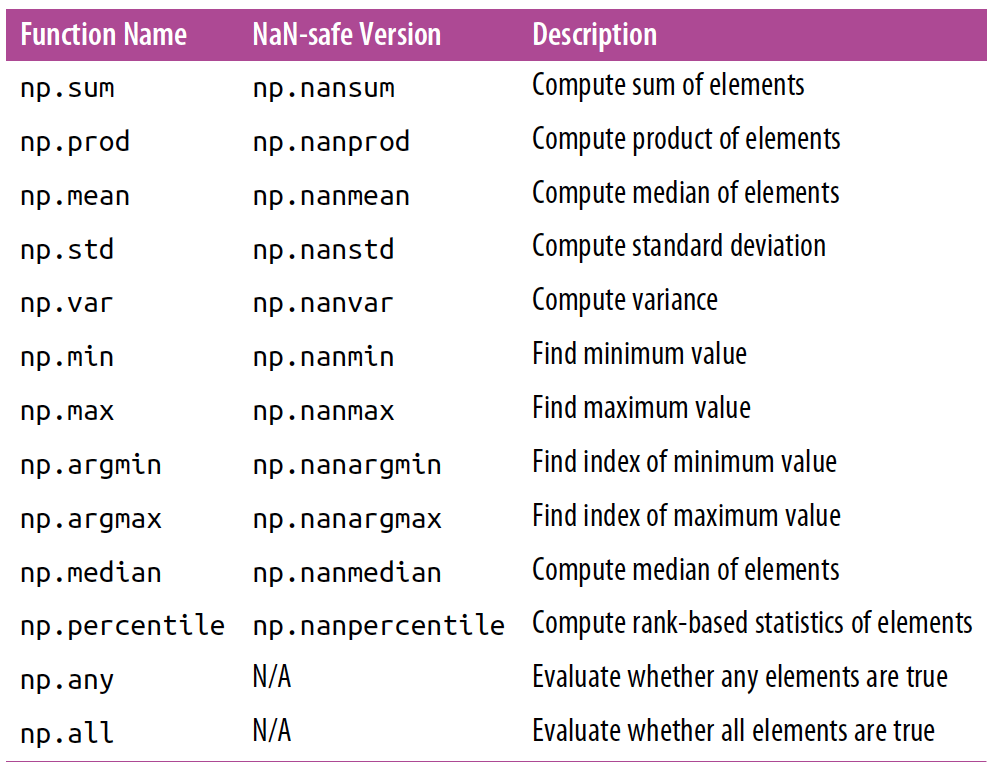 Function Name NaN-safe Version Description
np.sum np.nansum Compute sum of elements
np.prod np.nanprod Compute product of elements
np.mean np.nanmean Compute median of elements
np.std np.nanstd Compute standard deviation
np.var np.nanvar Compute variance
np.min np.nanmin Find minimum value
np.max np.nanmax Find maximum value
np.argmin np.nanargmin Find index of minimum value
np.argmax np.nanargmax Find index of maximum value
np.median np.nanmedian Compute median of elements
np.percentile np.nanpercentile Compute rank-based statistics of elements
np.any N/A Evaluate whether any elements are true
np.all N/A Evaluate whether all elements are true